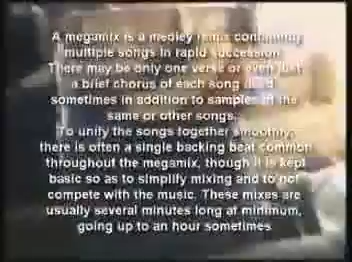 A megamix is a medley remix containing
multiple songs in rapid succession.
There may be only one verse or even just
a brief chorus of each song used,
sometimes in addition to samples of the
same or other songs.
To unify the songs together smoothly,
there is often a single backing beat common
throughout the megamix, though it is kept
basic so as to simplify mixing and to not
compete with the music. These mixes are
usually several minutes long at minimum,
going up to an hour sometimes